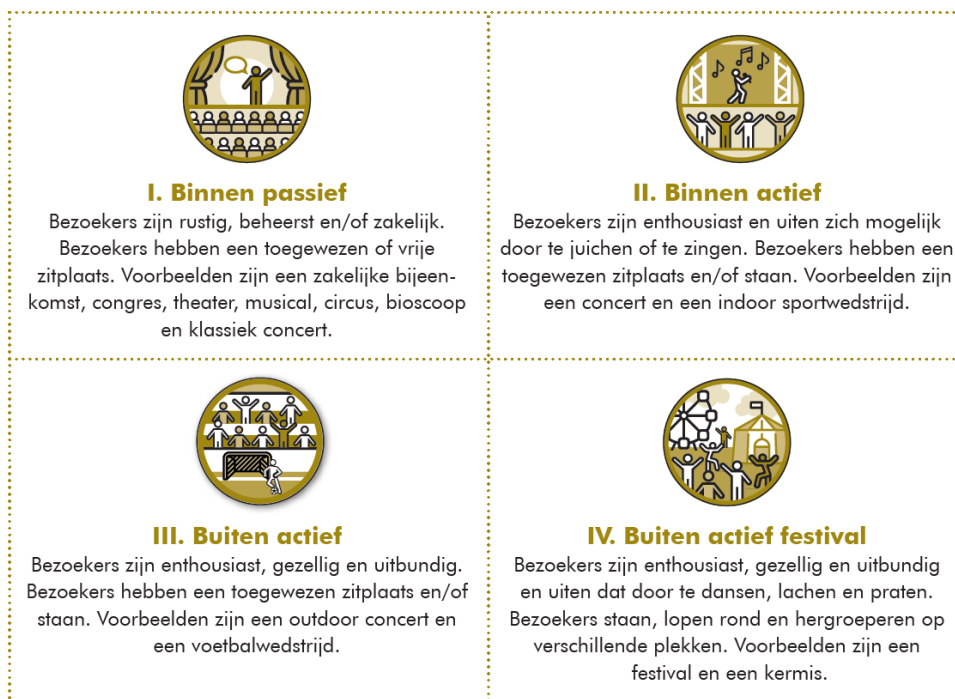 I. Binnen passief
Bezoekers zijn rustig, beheerst en/of zakelijk.
Bezoekers hebben een toegewezen of vrije
zitplaats. Voorbeelden zijn een zakelijke bijeen-
komst, congres, theater, musical, circus, bioscoop
en klassiek concert.
II. Binnen actief
Bezoekers zijn enthousiast en uiten zich mogelijk
door te juichen of te zingen. Bezoekers hebben een
toegewezen zitplaats en/of staan. Voorbeelden zijn
een concert en een indoor sportwedstrijd.
III. Buiten actief
Bezoekers zijn enthousiast, gezellig en uitbundig.
Bezoekers hebben een toegewezen zitplaats en/of
staan. Voorbeelden zijn een outdoor concert en
een voetbalwedstrijd.
IV. Buiten actief festival
Bezoekers zijn enthousiast, gezellig en uitbundig
en uiten dat door te dansen, lachen en praten.
Bezoekers staan, lopen rond en hergroeperen op
verschillende plekken. Voorbeelden zijn een
festival en een kermis.